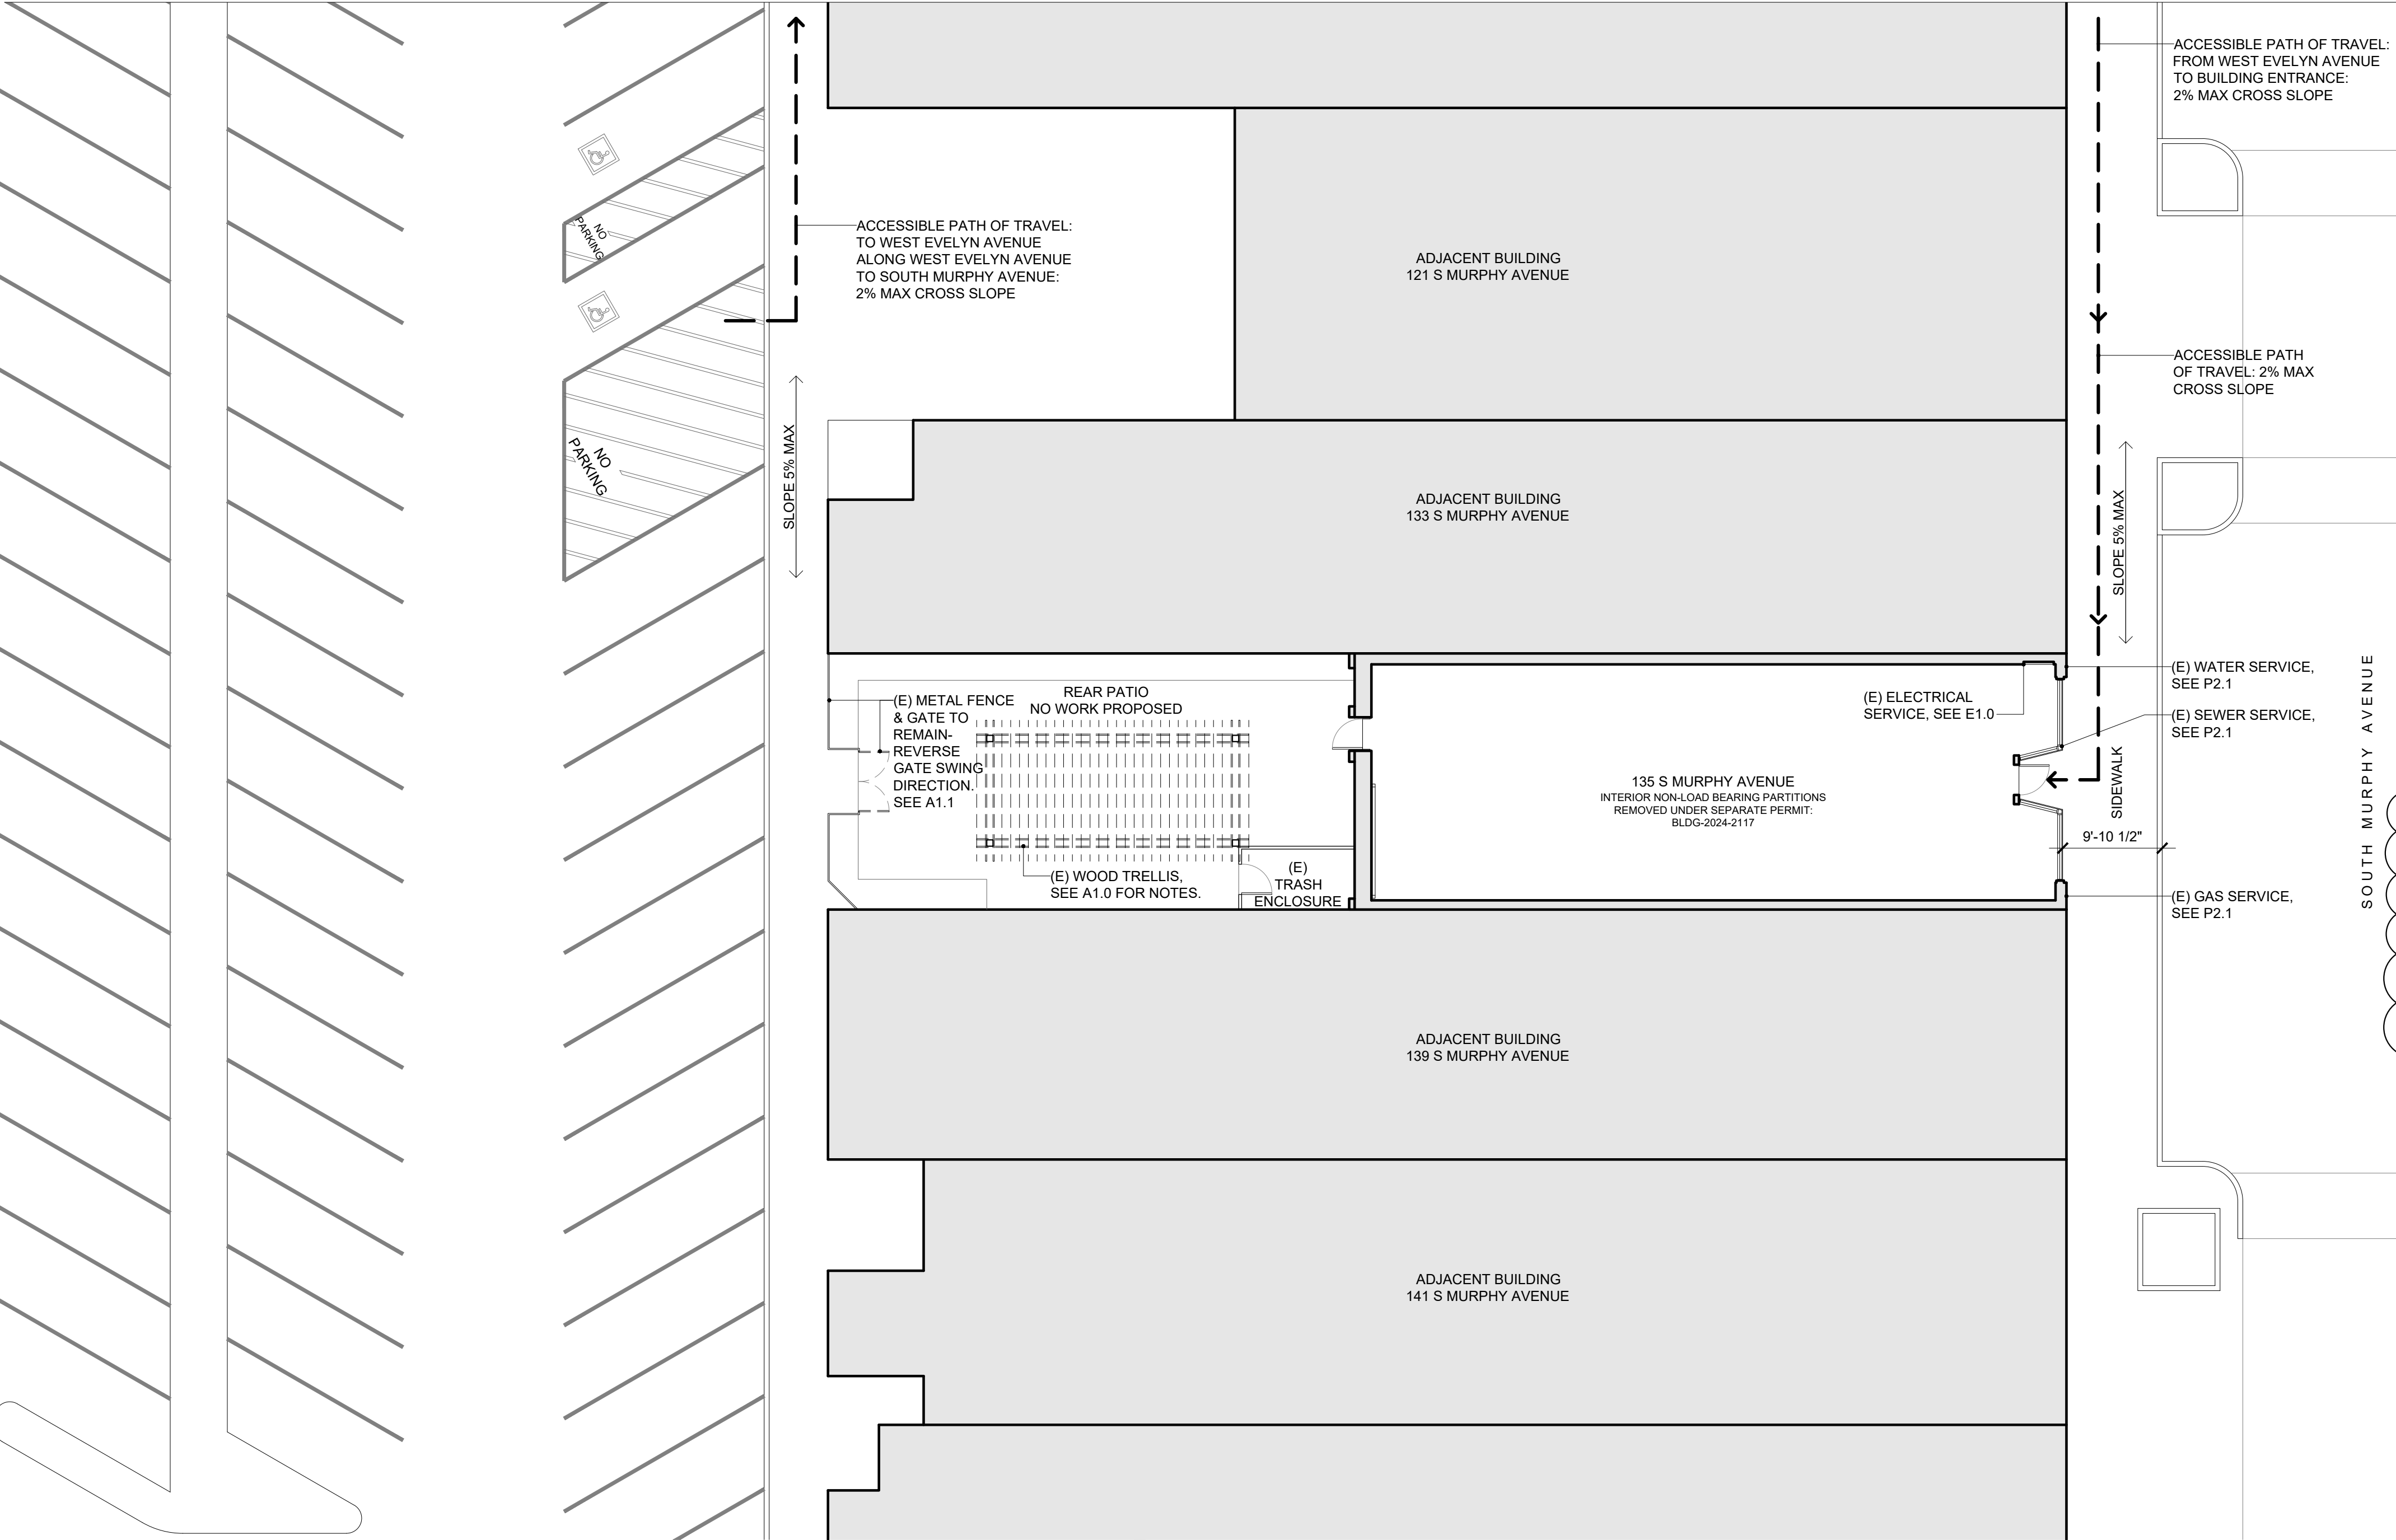 ACCESSIBLE PATH OF TRAVEL:
FROM WEST EVELYN AVENUE
TO BUILDING ENTRANCE:
2% MAX CROSS SLOPE
NO
PARKING
ACCESSIBLE PATH OF TRAVEL:
TO WEST EVELYN AVENUE
ALONG WEST EVELYN AVENUE
TO SOUTH MURPHY AVENUE:
2% MAX CROSS SLOPE
ADJACENT BUILDING
121 S MURPHY AVENUE
ACCESSIBLE PATH
OF TRAVEL: 2% MAX
CROSS SLOPE
NO
PARKING
SLOPE 5% MAX
ADJACENT BUILDING
133 S MURPHY AVENUE
SLOPE 5% MAX
(E) METAL FENCE
& GATE TO
REMAIN-
REVERSE
GATE SWING
DIRECTION.
SEE A1.1
REAR PATIO
NO WORK PROPOSED
(E) ELECTRICAL
SERVICE, SEE E1.0
(E) WATER SERVICE,
SEE P2.1
(E) SEWER SERVICE,
SEE P2.1
135 S MURPHY AVENUE
INTERIOR NON-LOAD BEARING PARTITIONS
REMOVED UNDER SEPARATE PERMIT:
BLDG-2024-2117
SIDEWALK
9'-10 1/2"
SOUTH MURPHY AVENUE
(E) WOOD TRELLIS,
SEE A1.0 FOR NOTES.
(E)
TRASH
ENCLOSURE
(E) GAS SERVICE,
SEE P2.1
ADJACENT BUILDING
139 S MURPHY AVENUE
ADJACENT BUILDING
141 S MURPHY AVENUE